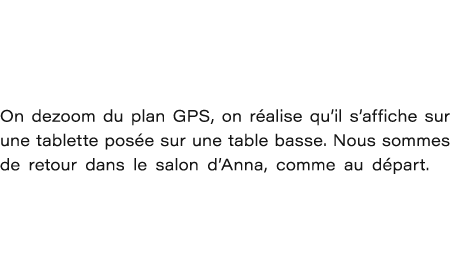 On dezoom du plan GPS, on réalise qu’il s’affiche sur
une tablette posée sur une table basse. Nous sommes
de retour dans le salon d’Anna, comme au départ.